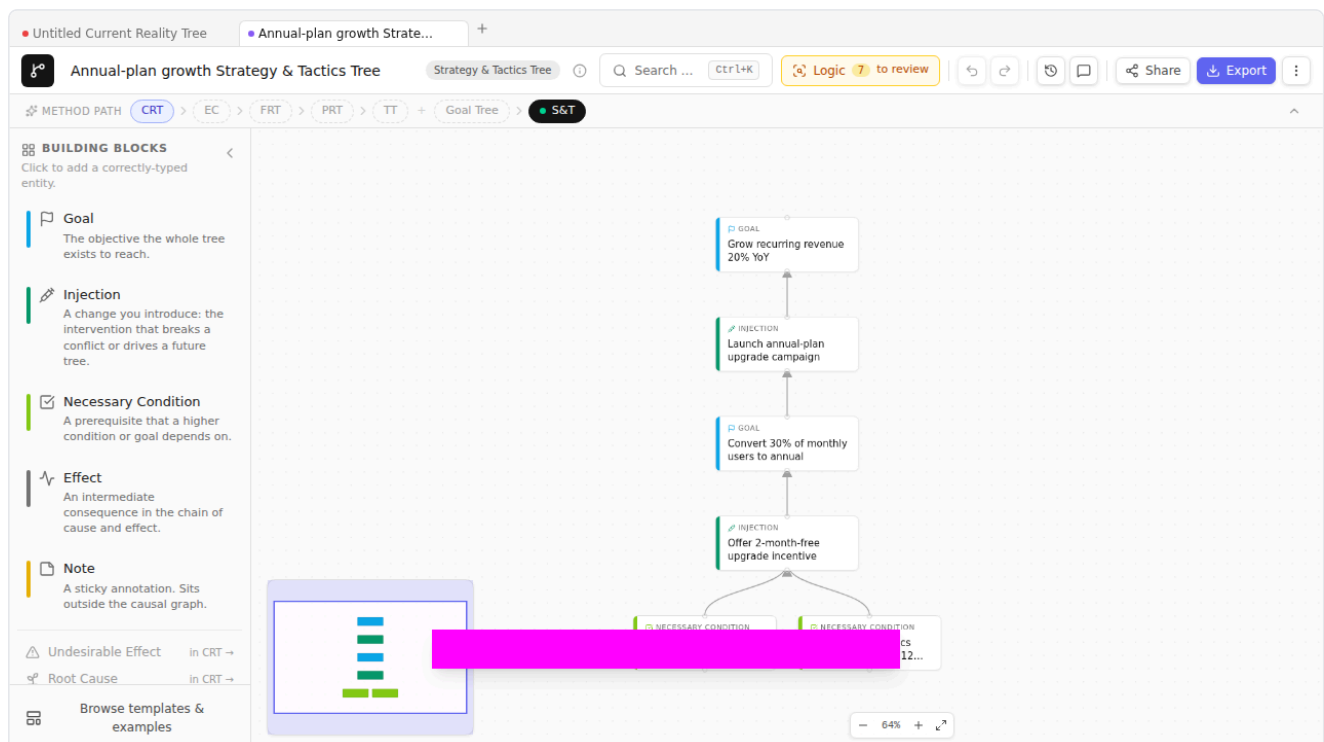 Untitled Current Reality Tree
Annual-plan growth Strate...
Annual-plan growth Strategy & Tactics Tree
Strategy & Tactics Tree
Search ...
Ctrl+K
Logic 7 to review
Share
Export
METHOD PATH
CRT
EC
FRT
PRT
TT
+
Goal Tree
S&T
BUILDING BLOCKS
Click to add a correctly-typed
entity.
Goal
The objective the whole tree
exists to reach.
Injection
A change you introduce: the
intervention that breaks a
conflict or drives a future
tree.
Necessary Condition
A prerequisite that a higher
condition or goal depends on.
Effect
An intermediate
consequence in the chain of
cause and effect.
Note
A sticky annotation. Sits
outside the causal graph.
Undesirable Effect in CRT →
Root Cause in CRT →
Browse templates &
examples
GOAL
Grow recurring revenue
20% YoY
INJECTION
Launch annual-plan
upgrade campaign
GOAL
Convert 30% of monthly
users to annual
INJECTION
Offer 2-month-free
upgrade incentive
NECESSARY CONDITION
NECESSARY CONDITION
12...
64%